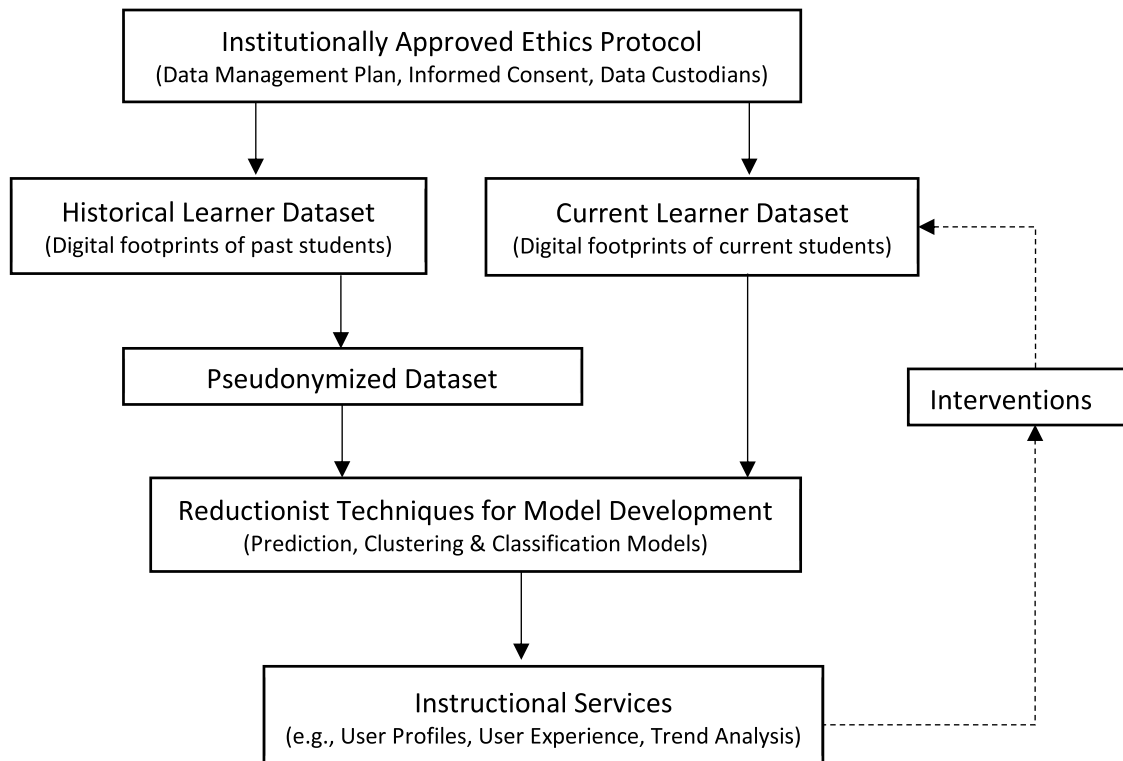 Institutionally Approved Ethics Protocol
(Data Management Plan, Informed Consent, Data Custodians)
Historical Learner Dataset
(Digital footprints of past students)
Current Learner Dataset
(Digital footprints of current students)
Pseudonymized Dataset
Interventions
Reductionist Techniques for Model Development
(Prediction, Clustering & Classification Models)
Instructional Services
(e.g., User Profiles, User Experience, Trend Analysis)